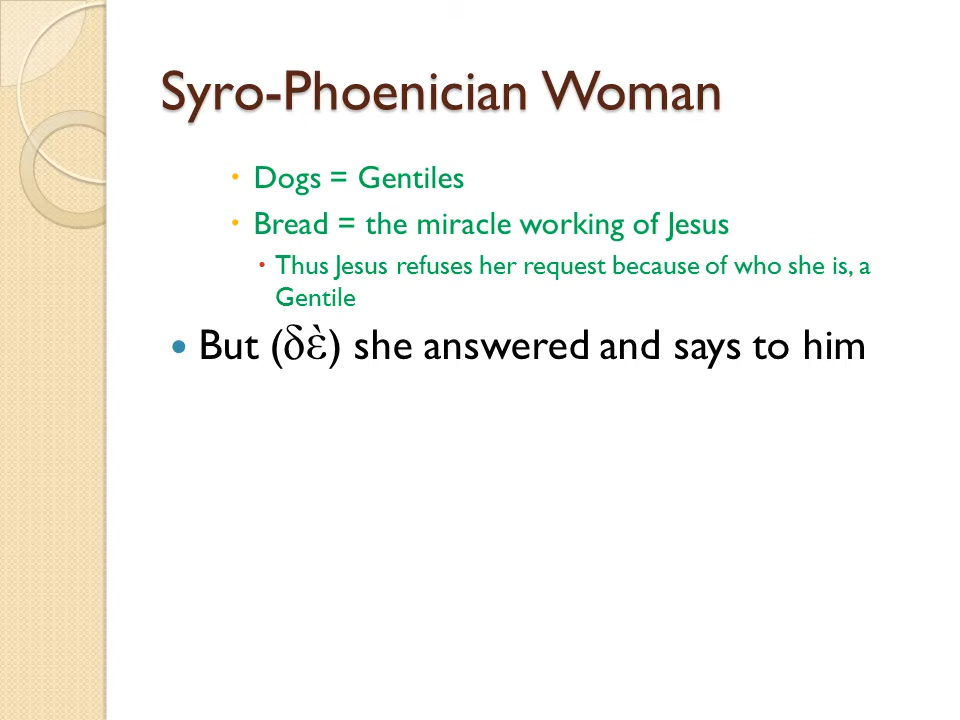 Syro-Phoenician Woman
• Dogs = Gentiles
• Bread = the miracle working of Jesus
• Thus Jesus refuses her request because of who she is, a
Gentile
• But (δὲ) she answered and says to him